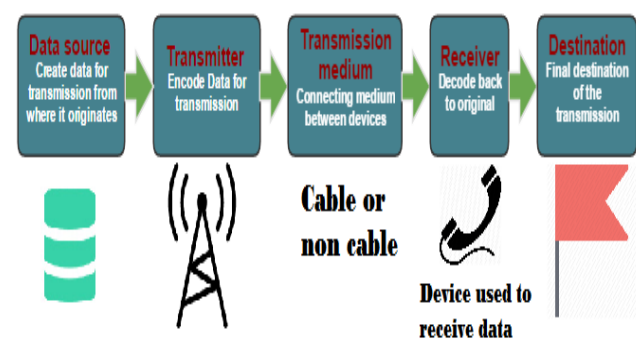 Data source
Create data for
transmission from
where it originates
Transmitter
Encode Data for
transmission
Transmission
medium
Connecting medium
between devices
Receiver
Decode back
to original
Destination
Final destination
of the
transmission
Cable or
non cable
Device used to
receive data